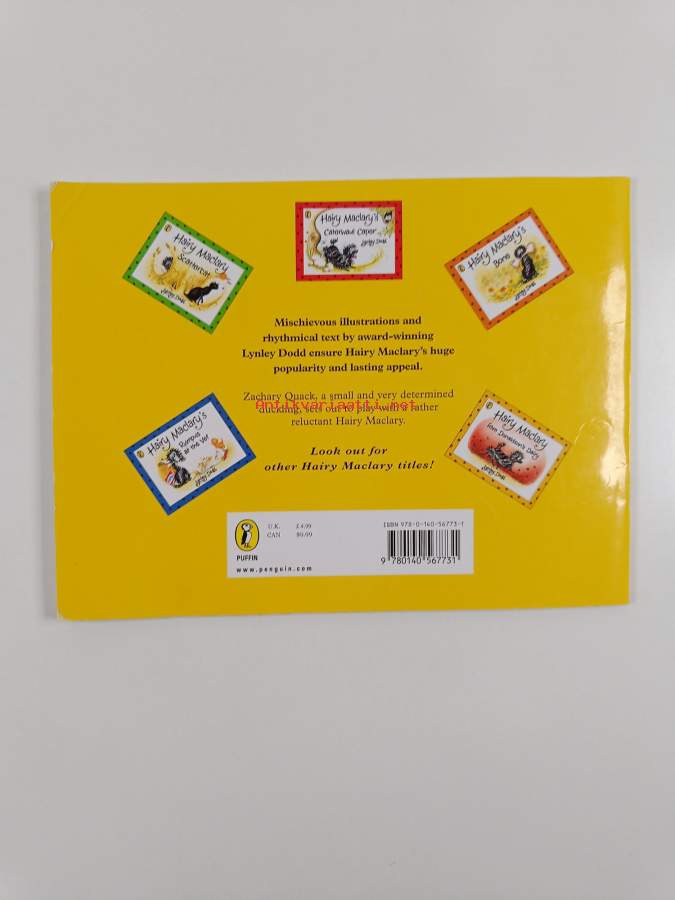 Hairy Maclary's
Caterwaul Caper
Lynley Dodd
Hairy Maclary
Scattercat
Lynley Dodd
Hairy Maclary's
Bone
Lynley Dodd
Mischievous illustrations and
rhythmical text by award-winning
Lynley Dodd ensure Hairy Maclary's huge
popularity and lasting appeal.
Zachary Quack, a small and very determined
duckling, sets out to play with a rather
reluctant Hairy Maclary.
antikvariaatti.net
Look out for
other Hairy Maclary titles!
Hairy Maclary's
Rumpus
at the Vet
Lynley Dodd
Hairy Maclary
from Donaldson's Dairy
Lynley Dodd
PUFFIN
U.K. £4.99
CAN $9.99
www.penguin.com
ISBN 978-0-140-56773-1
9 780140 567731